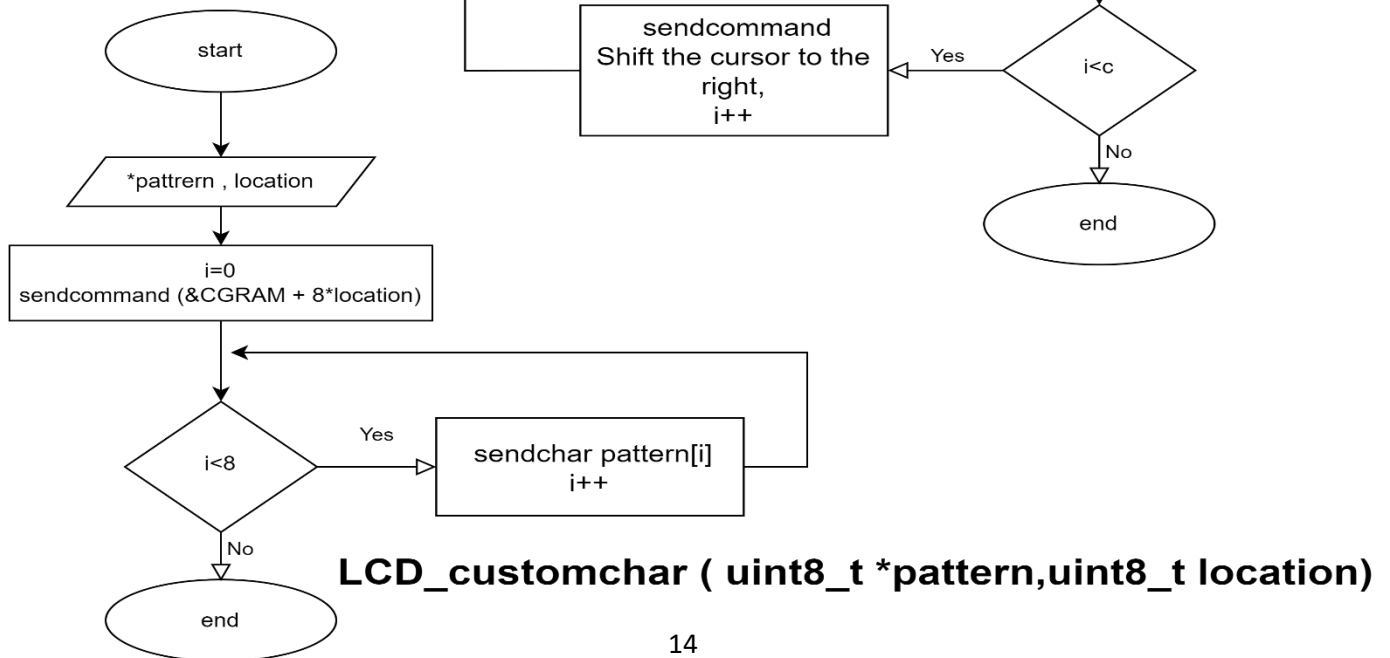 sendcommand
Shift the cursor to the
right,
i++
Yes
i<c
No
end
start
*pattrern , location
i=0
sendcommand (&CGRAM + 8*location)
i<8
Yes
sendchar pattern[i]
i++
No
end
LCD_customchar ( uint8_t *pattern,uint8_t location)
14